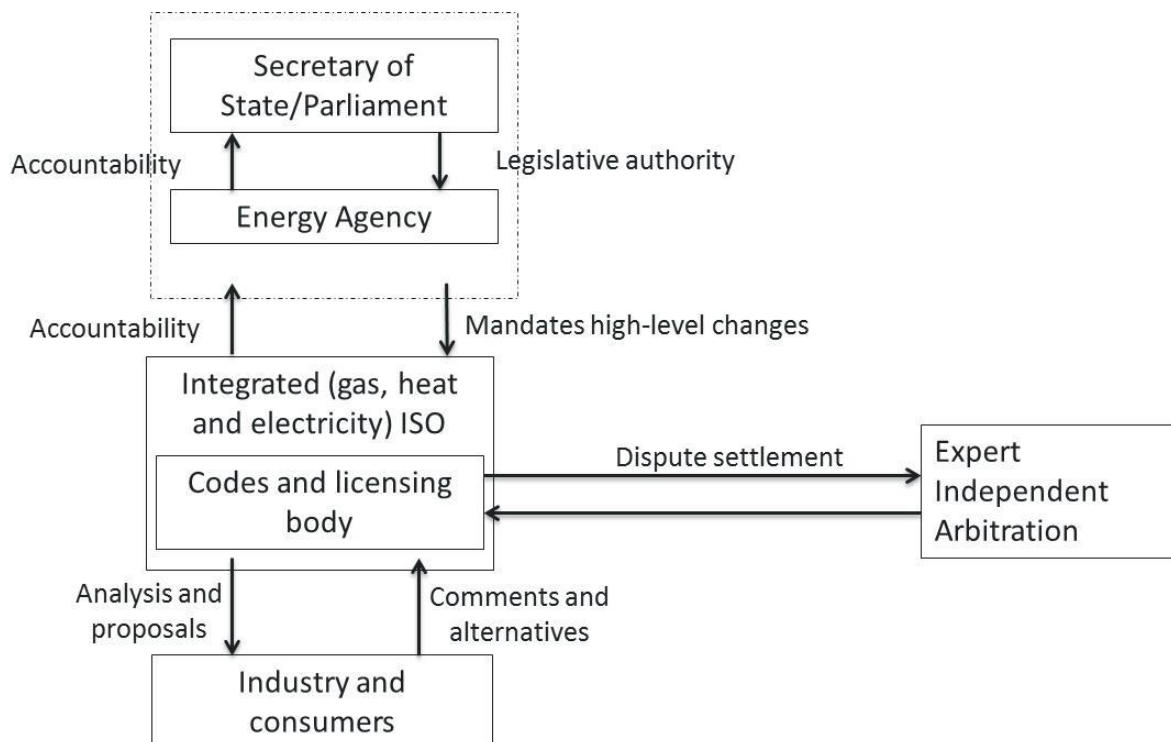 Secretary of
State/Parliament
Accountability
Legislative authority
Energy Agency
Accountability
Mandates high-level changes
Integrated (gas, heat
and electricity) ISO
Codes and licensing
body
Dispute settlement
Expert
Independent
Arbitration
Analysis and
proposals
Comments and
alternatives
Industry and
consumers